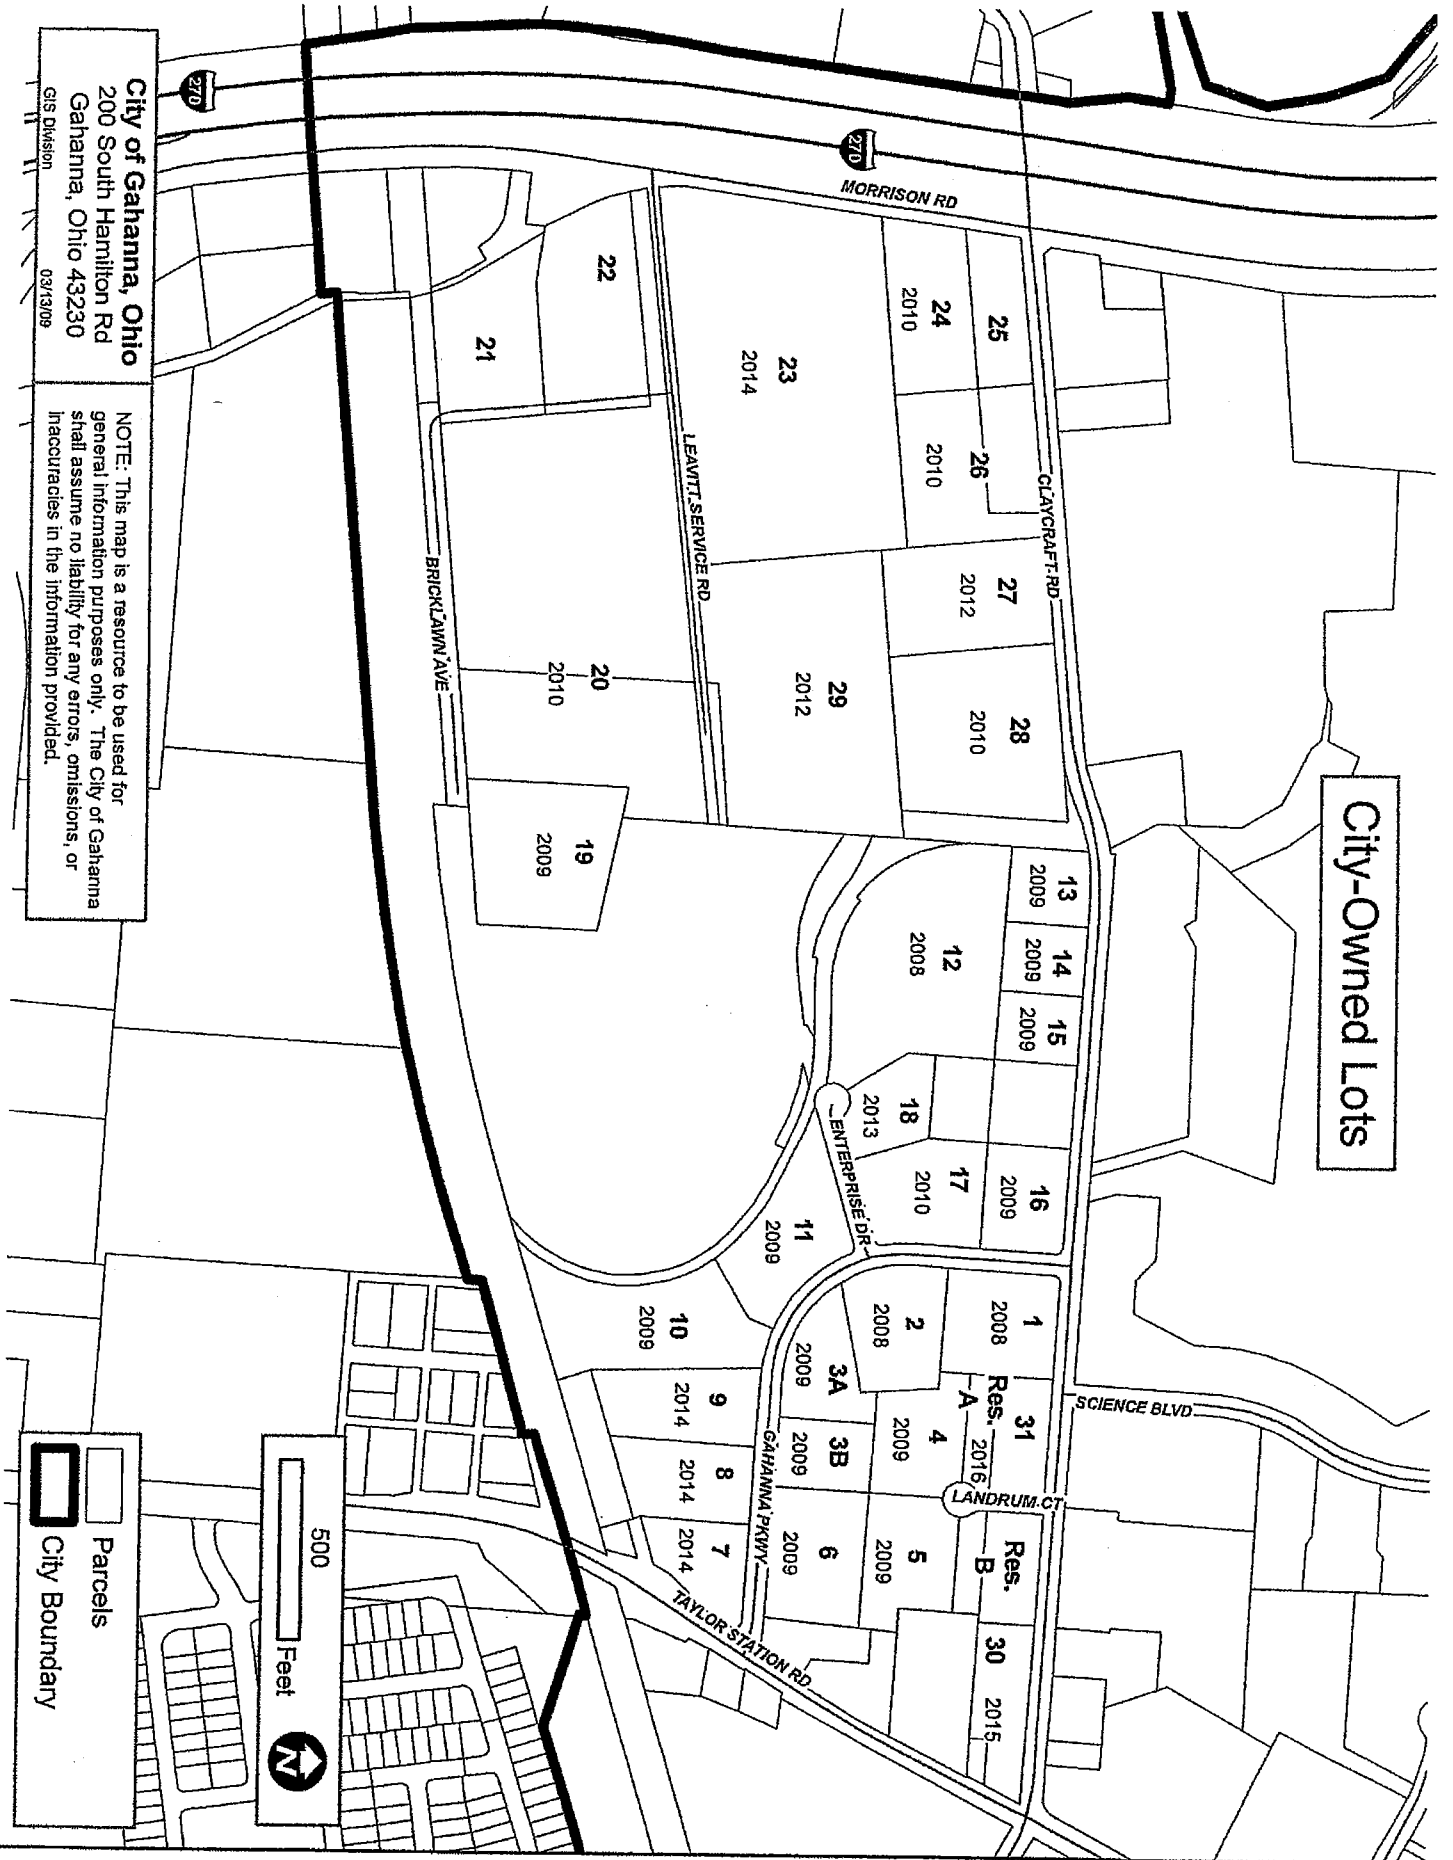 City-Owned Lots
270
270
MORRISON RD
CLAYCRAFT RD
SCIENCE BLVD
LANDRUM CT
LEAVITT SERVICE RD
BRICKLAWN AVE
ENTERPRISE DR
GAHANNA PKWY
TAYLOR STATION RD
25
24
2010
26
2010
23
2014
22
21
27
2012
28
2010
29
2012
20
2010
19
2009
13
2009
14
2009
15
2009
12
2008
18
2013
17
2010
16
2009
11
2009
10
2009
1
2008
2
2008
3A
2009
3B
2009
31
Res.
A
2016
4
2009
Res.
B
5
2009
6
2009
30
2015
9
2014
8
2014
7
2014
City of Gahanna, Ohio
200 South Hamilton Rd
Gahanna, Ohio 43230
GIS Division
03/13/09
NOTE: This map is a resource to be used for
general information purposes only. The City of Gahanna
shall assume no liability for any errors, omissions, or
inaccuracies in the information provided.
500
Feet
N
Parcels
City Boundary